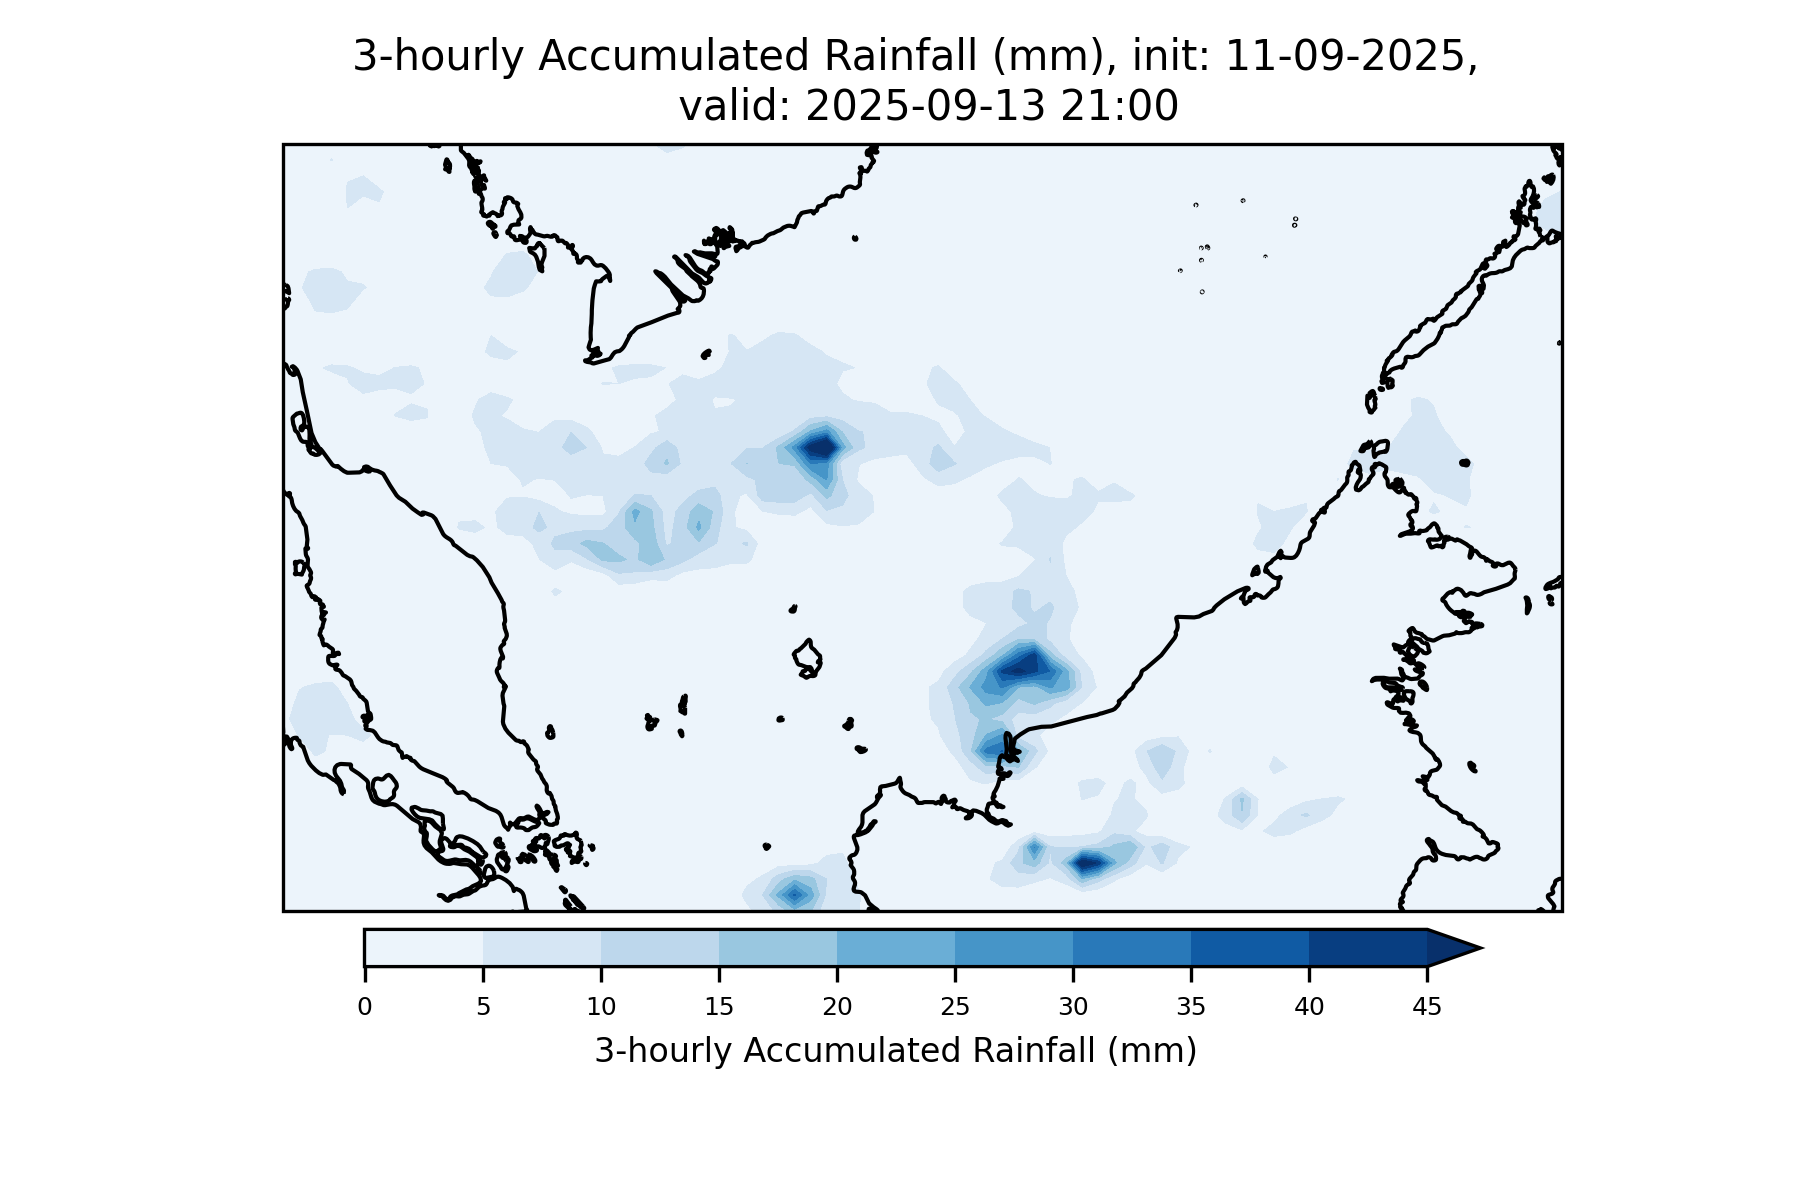 3-hourly Accumulated Rainfall (mm), init: 11-09-2025,
valid: 2025-09-13 21:00
0 5 10 15 20 25 30 35 40 45
3-hourly Accumulated Rainfall (mm)